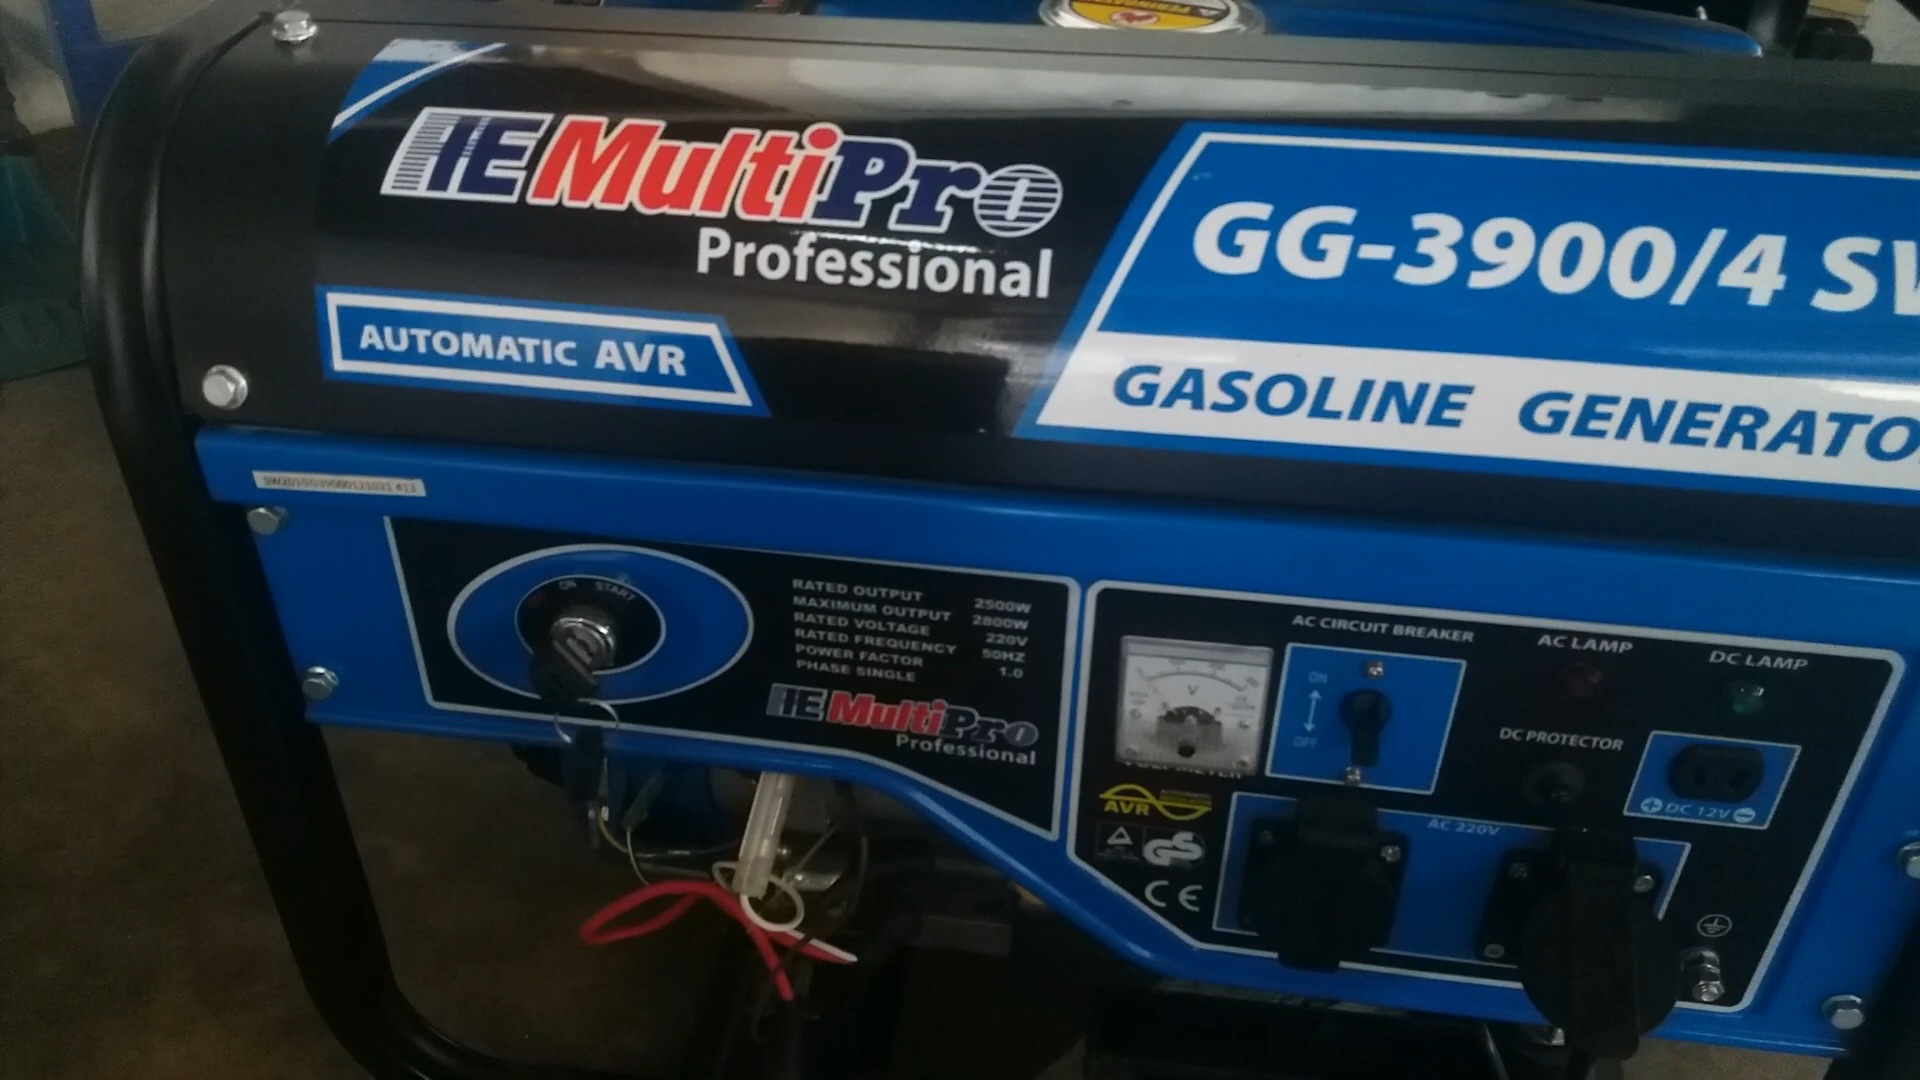 HE MultiPro
Professional
AUTOMATIC AVR
GG-3900/4
GASOLINE GENERATO
ON START
RATED OUTPUT 2500W
MAXIMUM OUTPUT 2800W
RATED VOLTAGE 220V
RATED FREQUENCY 50HZ
POWER FACTOR 1.0
PHASE SINGLE
HE MultiPro
Professional
AC CIRCUIT BREAKER
AC LAMP
DC LAMP
ON
OFF
V
DC PROTECTOR
DC 12V
AVR
AC 220V
CE